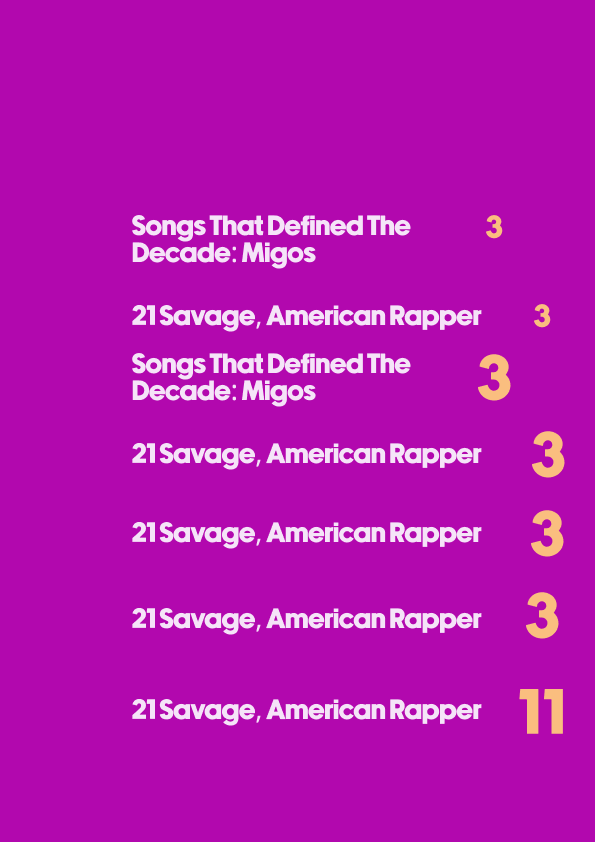 Songs That Defined The 3
Decade: Migos
21 Savage, American Rapper 3
Songs That Defined The
Decade: Migos 3
21 Savage, American Rapper 3
21 Savage, American Rapper 3
21 Savage, American Rapper 3
21 Savage, American Rapper 11